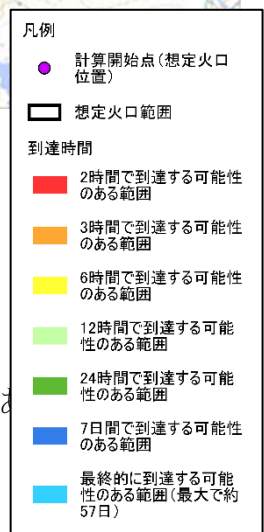 凡例
計算開始点(想定火口
位置)
想定火口範囲
到達時間
2時間で到達する可能性
のある範囲
3時間で到達する可能性
のある範囲
6時間で到達する可能性
のある範囲
12時間で到達する可能
性のある範囲
24時間で到達する可能
性のある範囲
7日間で到達する可能性
のある範囲
最終的に到達する可能
性のある範囲(最大で約
57日)